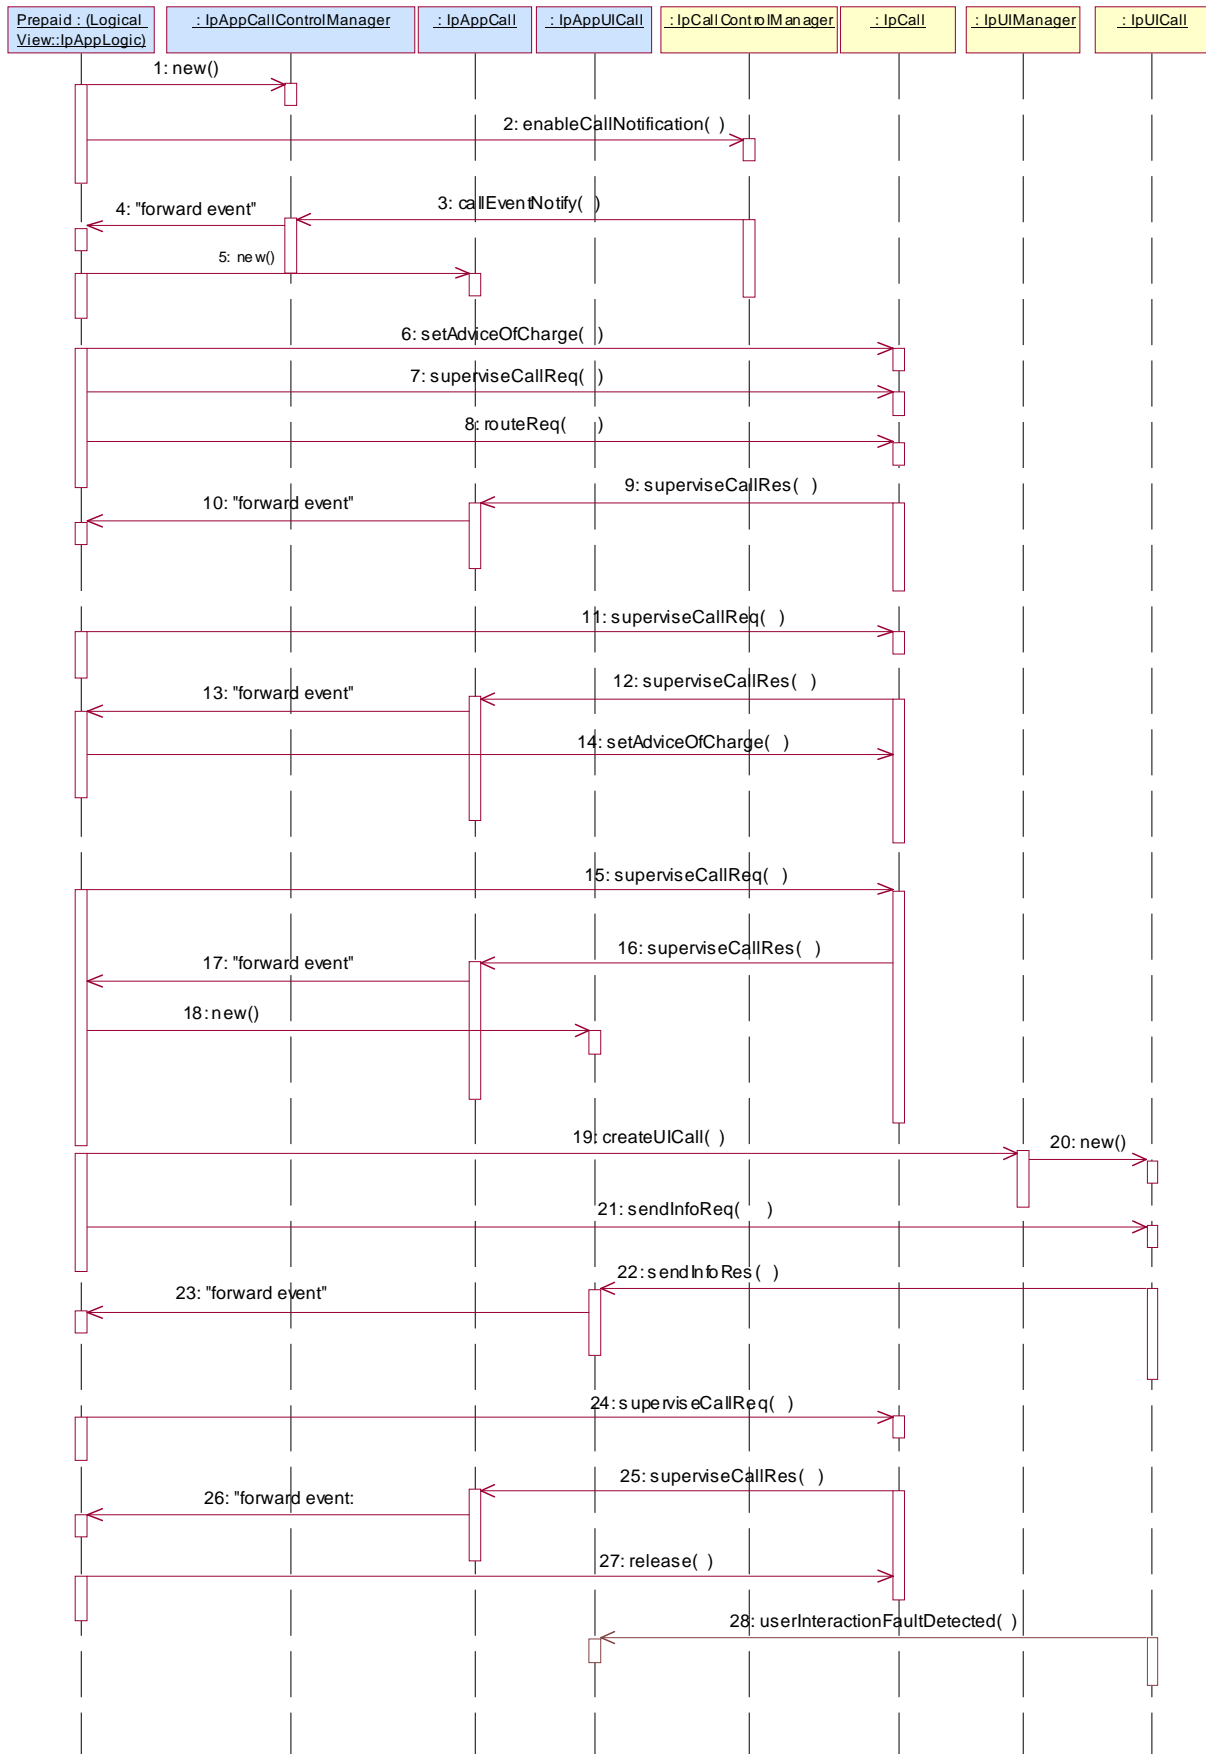 Prepaid : (Logical
View::IpAppLogic)
: IpAppCallControlManager
: IpAppCall
: IpAppUICall
: IpCallControlManager
: IpCall
: IpUIManager
: IpUICall
1: new()
2: enableCallNotification( )
3: callEventNotify( )
4: "forward event"
5: new()
6: setAdviceOfCharge( )
7: superviseCallReq( )
8: routeReq( )
9: superviseCallRes( )
10: "forward event"
11: superviseCallReq( )
12: superviseCallRes( )
13: "forward event"
14: setAdviceOfCharge( )
15: superviseCallReq( )
16: superviseCallRes( )
17: "forward event"
18: new()
19: createUICall( )
20: new()
21: sendInfoReq( )
22: sendInfoRes( )
23: "forward event"
24: superviseCallReq( )
25: superviseCallRes( )
26: "forward event:
27: release( )
28: userInteractionFaultDetected( )